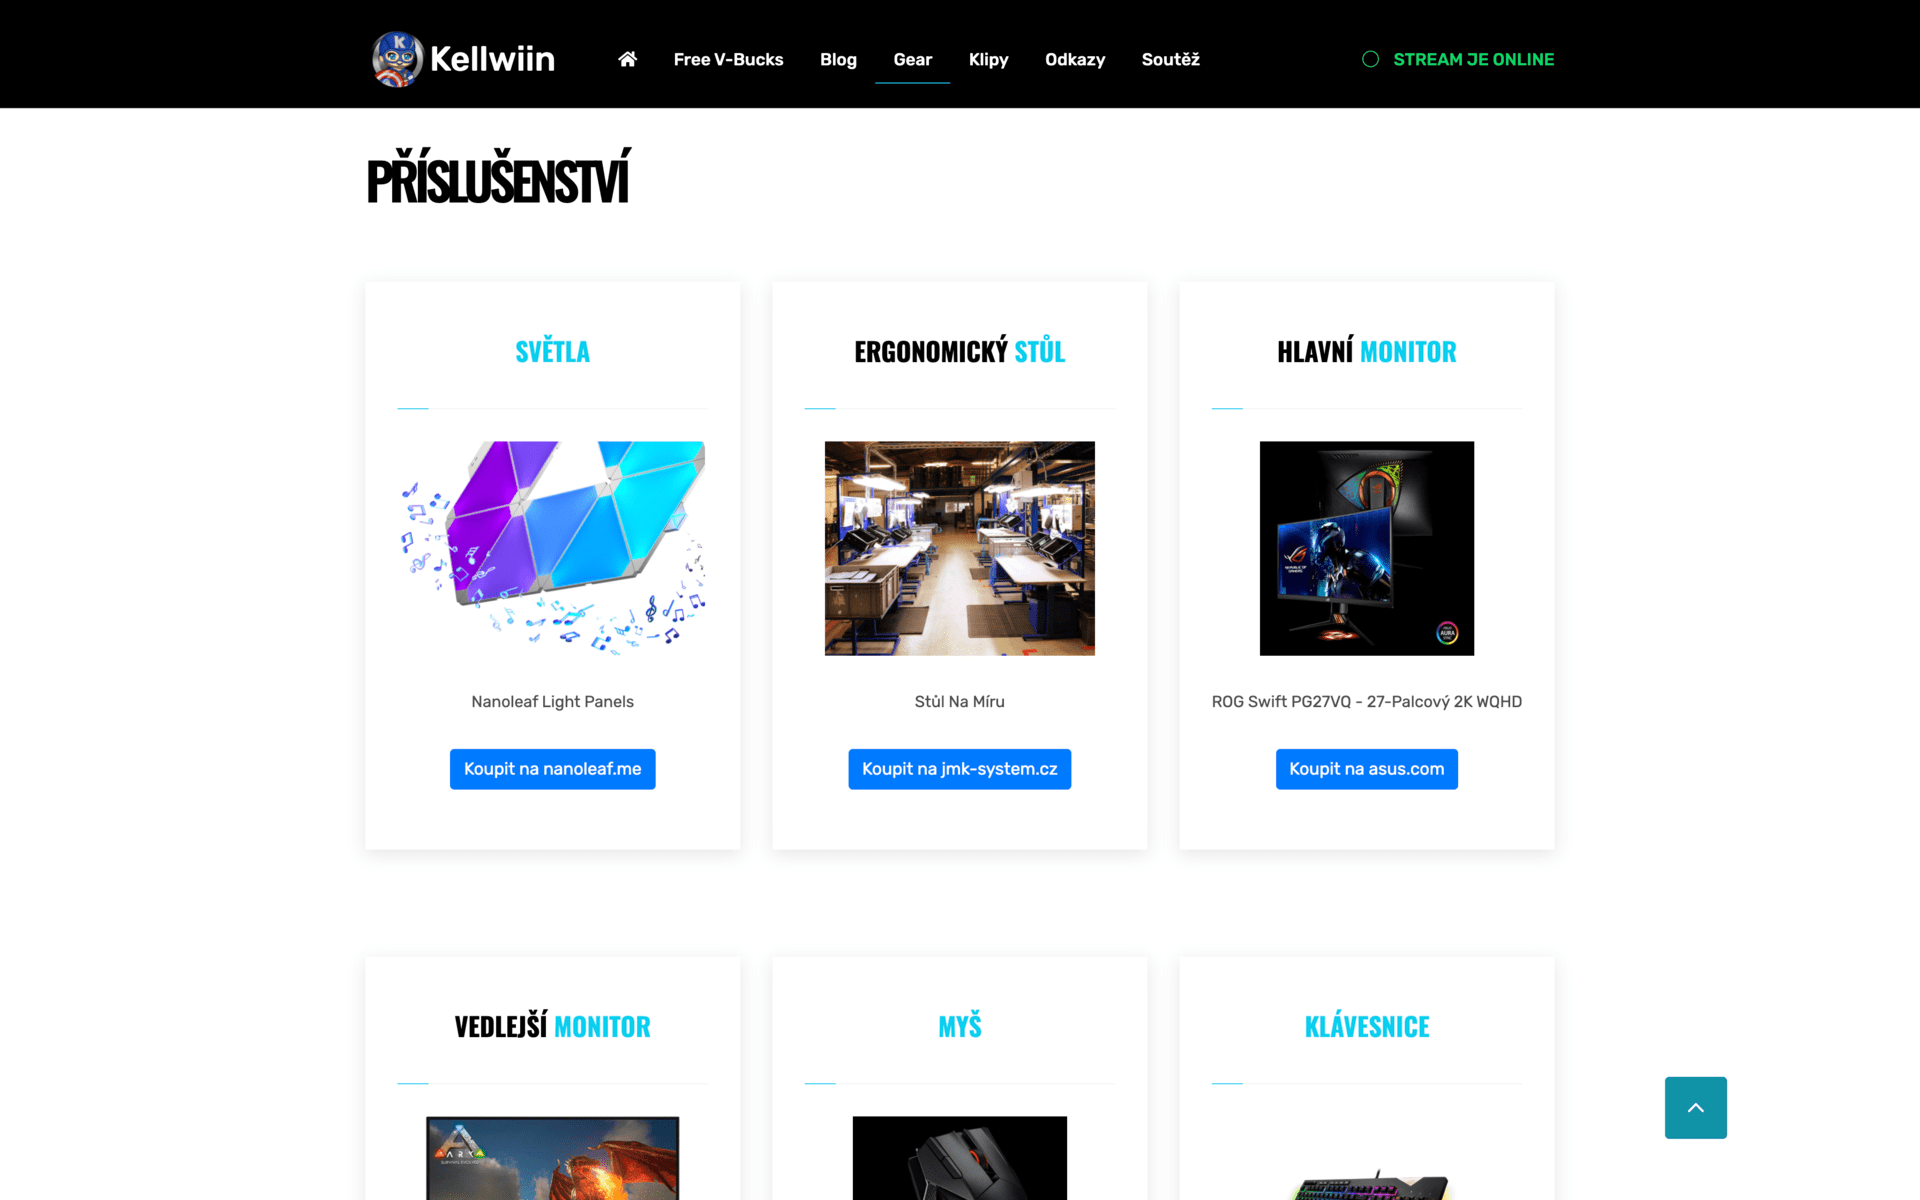 Kellwiin
Free V-Bucks
Blog
Gear
Klipy
Odkazy
Soutěž
STREAM JE ONLINE
PŘÍSLUŠENSTVÍ
SVĚTLA
ERGONOMICKÝ STŮL
HLAVNÍ MONITOR
Nanoleaf Light Panels
Stůl Na Míru
ROG Swift PG27VQ - 27-Palcový 2K WQHD
Koupit na nanoleaf.me
Koupit na jmk-system.cz
Koupit na asus.com
VEDLEJŠÍ MONITOR
MYŠ
KLÁVESNICE
ARK